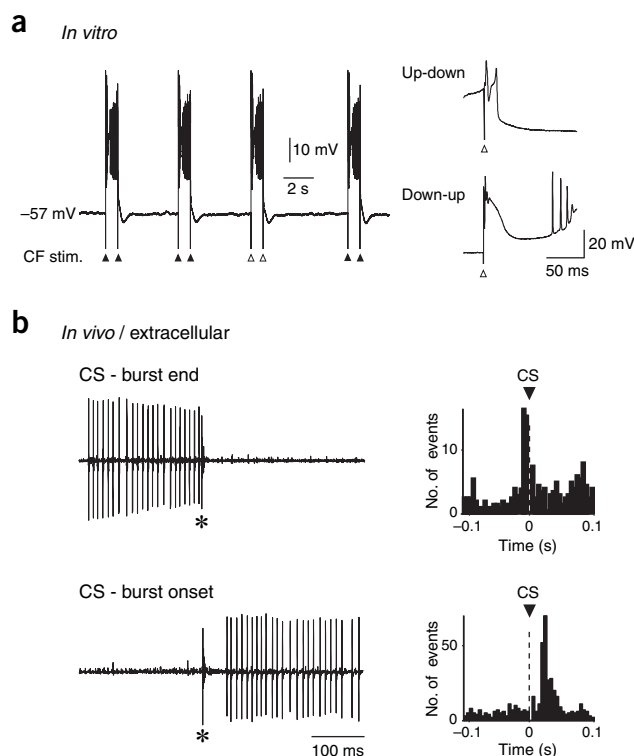 a
In vitro
10 mV
2 s
–57 mV
CF stim.
Up-down
Down-up
20 mV
50 ms
b
In vivo / extracellular
CS - burst end
*
CS
No. of events
10
0
–0.1 0 0.1
Time (s)
CS - burst onset
*
100 ms
CS
No. of events
50
0
–0.1 0 0.1
Time (s)